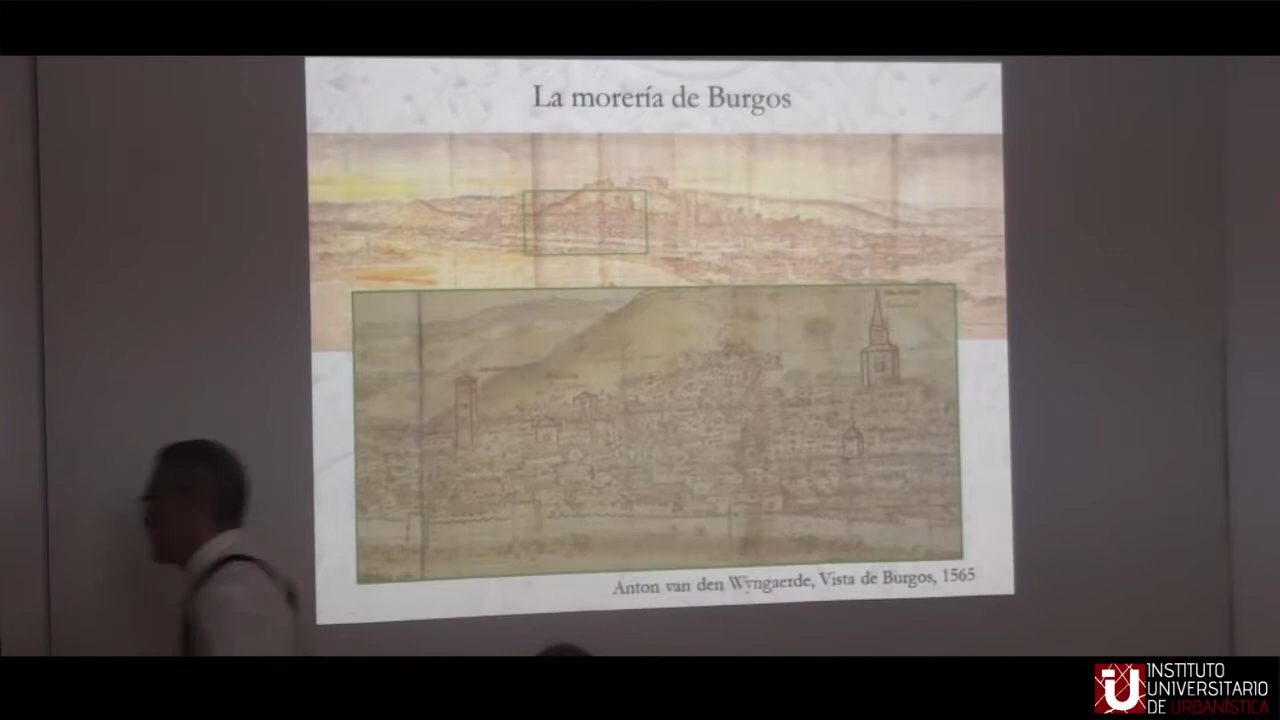 La morería de Burgos
Anton van den Wyngaerde, Vista de Burgos, 1565
INSTITUTO
UNIVERSITARIO
DE URBANÍSTICA